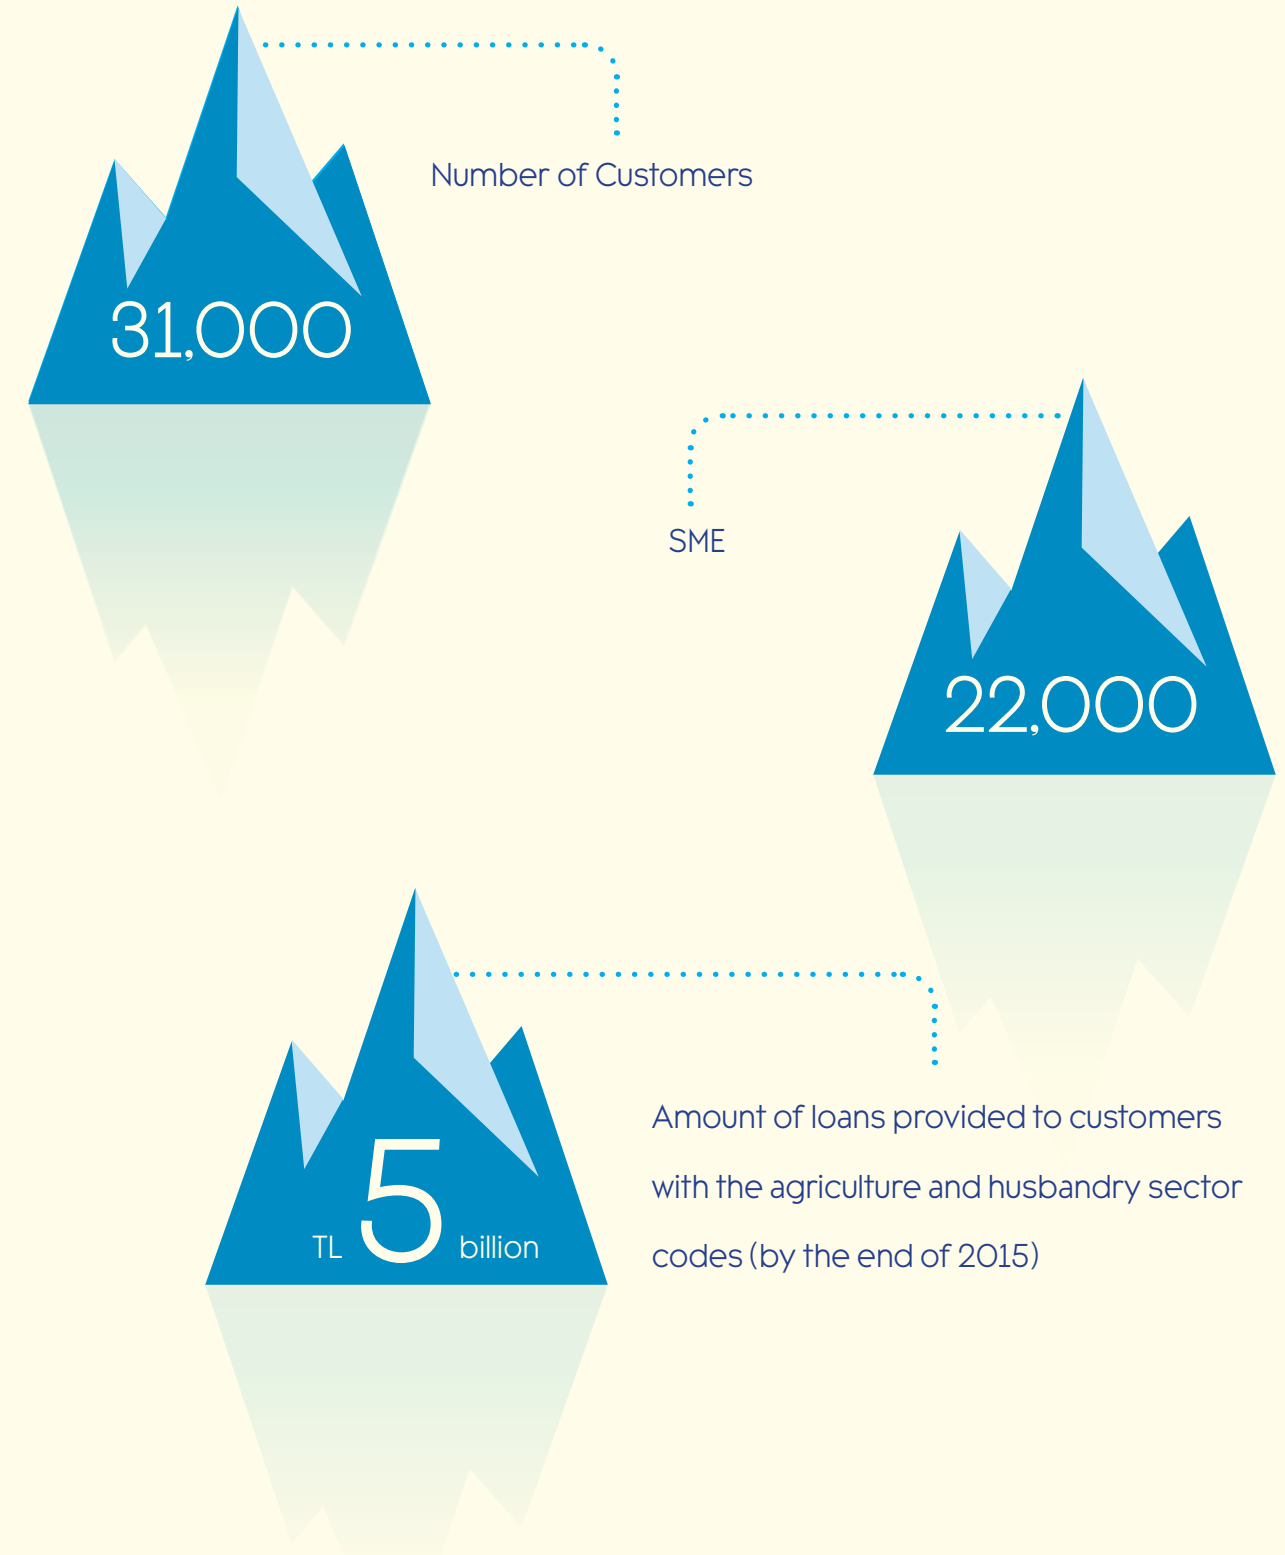 Number of Customers
31,000
SME
22,000
Amount of loans provided to customers
with the agriculture and husbandry sector
codes (by the end of 2015)
TL 5 billion